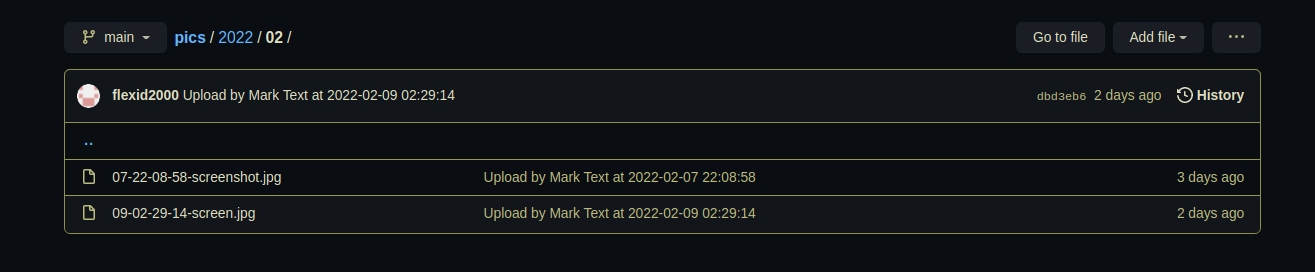 main pics / 2022 / 02 / Go to file Add file ...
flexid2000 Upload by Mark Text at 2022-02-09 02:29:14 dbd3eb6 2 days ago History
..
07-22-08-58-screenshot.jpg Upload by Mark Text at 2022-02-07 22:08:58 3 days ago
09-02-29-14-screen.jpg Upload by Mark Text at 2022-02-09 02:29:14 2 days ago